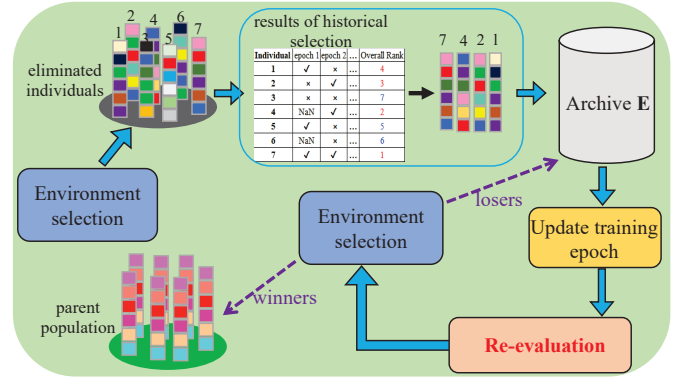 2
4
6
1
3
5
7
eliminated
individuals
results of historical
selection
Individual epoch 1 epoch 2 ... Overall Rank
1 ✓ × ... 4
2 × ✓ ... 3
3 × × ... 7
4 NaN ✓ ... 2
5 ✓ × ... 5
6 NaN × ... 6
7 ✓ ✓ ... 1
7 4 2 1
Archive E
Environment
selection
Environment
selection
losers
Update training
epoch
winners
parent
population
Re-evaluation